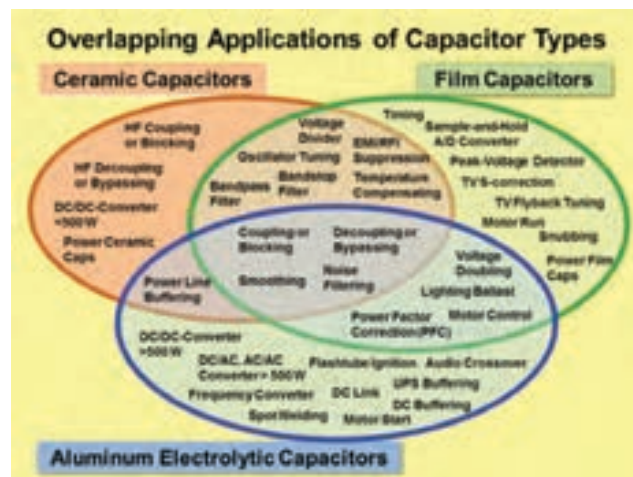 Overlapping Applications of Capacitor Types
Ceramic Capacitors
Film Capacitors
HF Coupling
or Blocking
HF Decoupling
or Bypassing
DC/DC-Converter
<500 W
Power Ceramic
Caps
Voltage
Divider
Oscillator Tuning
Bandpass
Filter
Bandstop
Filter
EMI/RFI
Suppression
Temperature
Compensating
Timing
Sample-and-Hold
A/D Converter
Peak-Voltage Detector
TV S-correction
TV Flyback Tuning
Motor Run
Snubbing
Power Film
Caps
Coupling or
Blocking
Decoupling or
Bypassing
Smoothing
Noise
Filtering
Power Line
Buffering
Voltage
Doubling
Lighting Ballast
Power Factor
Correction (PFC)
Motor Control
DC/DC-Converter
>500 W
DC/AC, AC/AC
Converter > 500 W
Flashtube Ignition
Audio Crossover
Frequency Converter
DC Link
UPS Buffering
DC Buffering
Spot Welding
Motor Start
Aluminum Electrolytic Capacitors